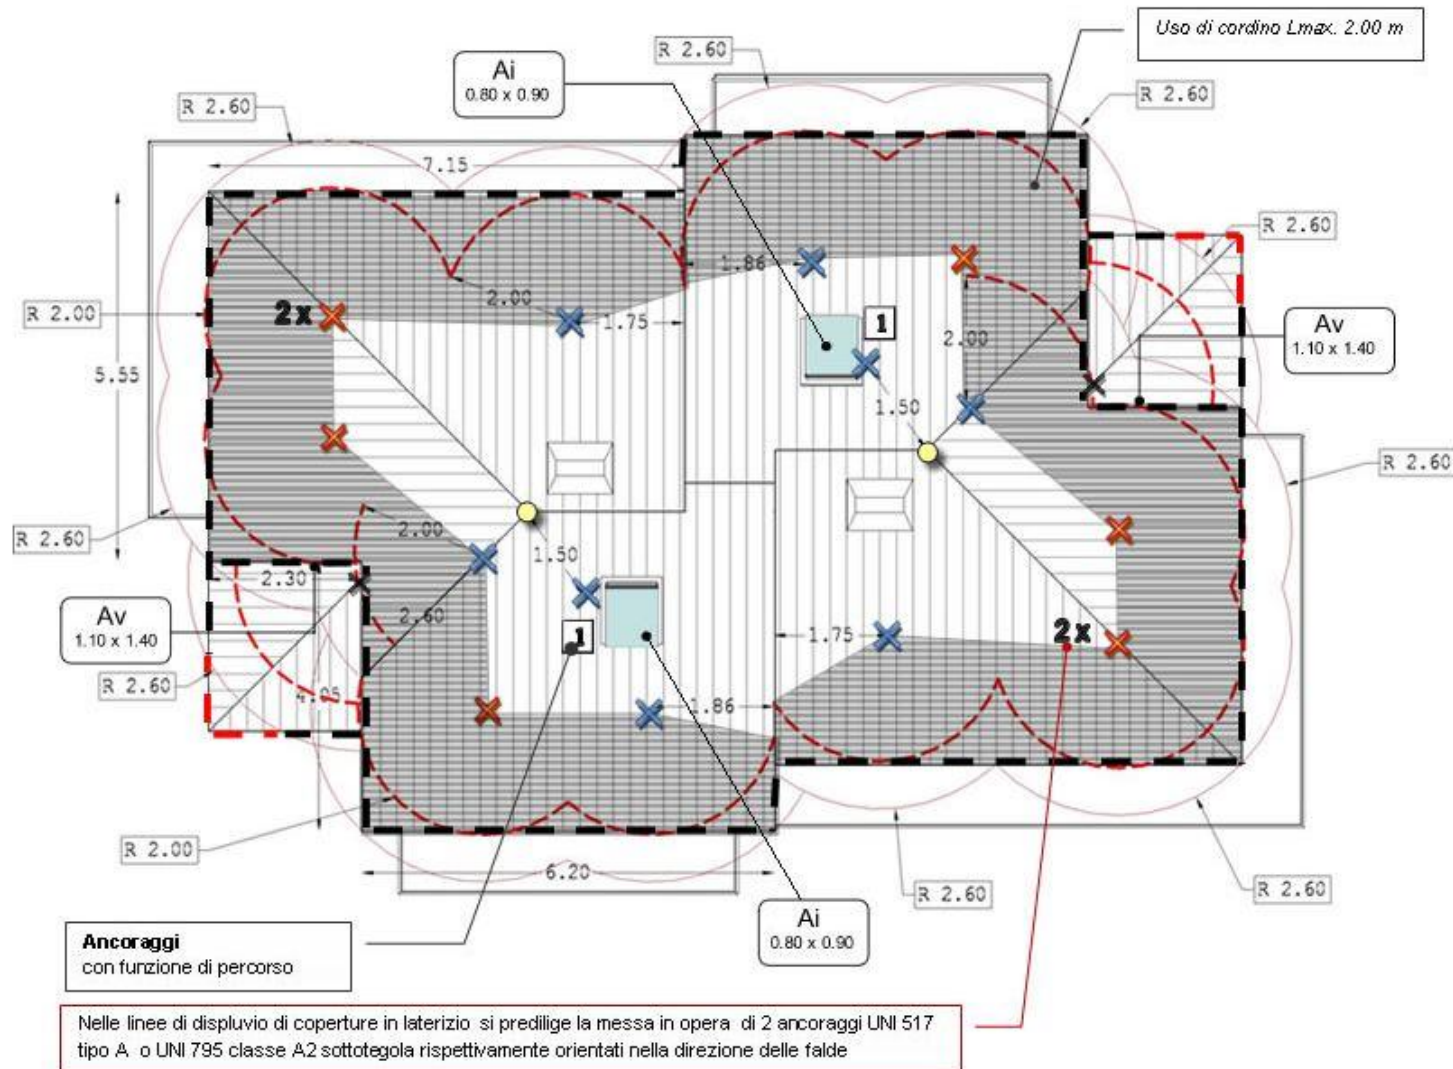 Uso di cordino Lmax. 2.00 m
R 2.60
Ai
0.80 x 0.90
R 2.60
R 2.60
7.15
R 2.60
1.86
R 2.00
2 x
2.00
1.75
1
Av
1.10 x 1.40
2.00
5.55
1.50
R 2.60
R 2.60
2.00
1.50
2.30
Av
1.10 x 1.40
2.60
1
1.75
2 x
R 2.60
4.05
1.86
R 2.00
6.20
R 2.60
R 2.60
Ai
0.80 x 0.90
Ancoraggi
con funzione di percorso
Nelle linee di displuvio di coperture in laterizio si predilige la messa in opera di 2 ancoraggi UNI 517
tipo A o UNI 795 classe A2 sottotegola rispettivamente orientati nella direzione delle falde